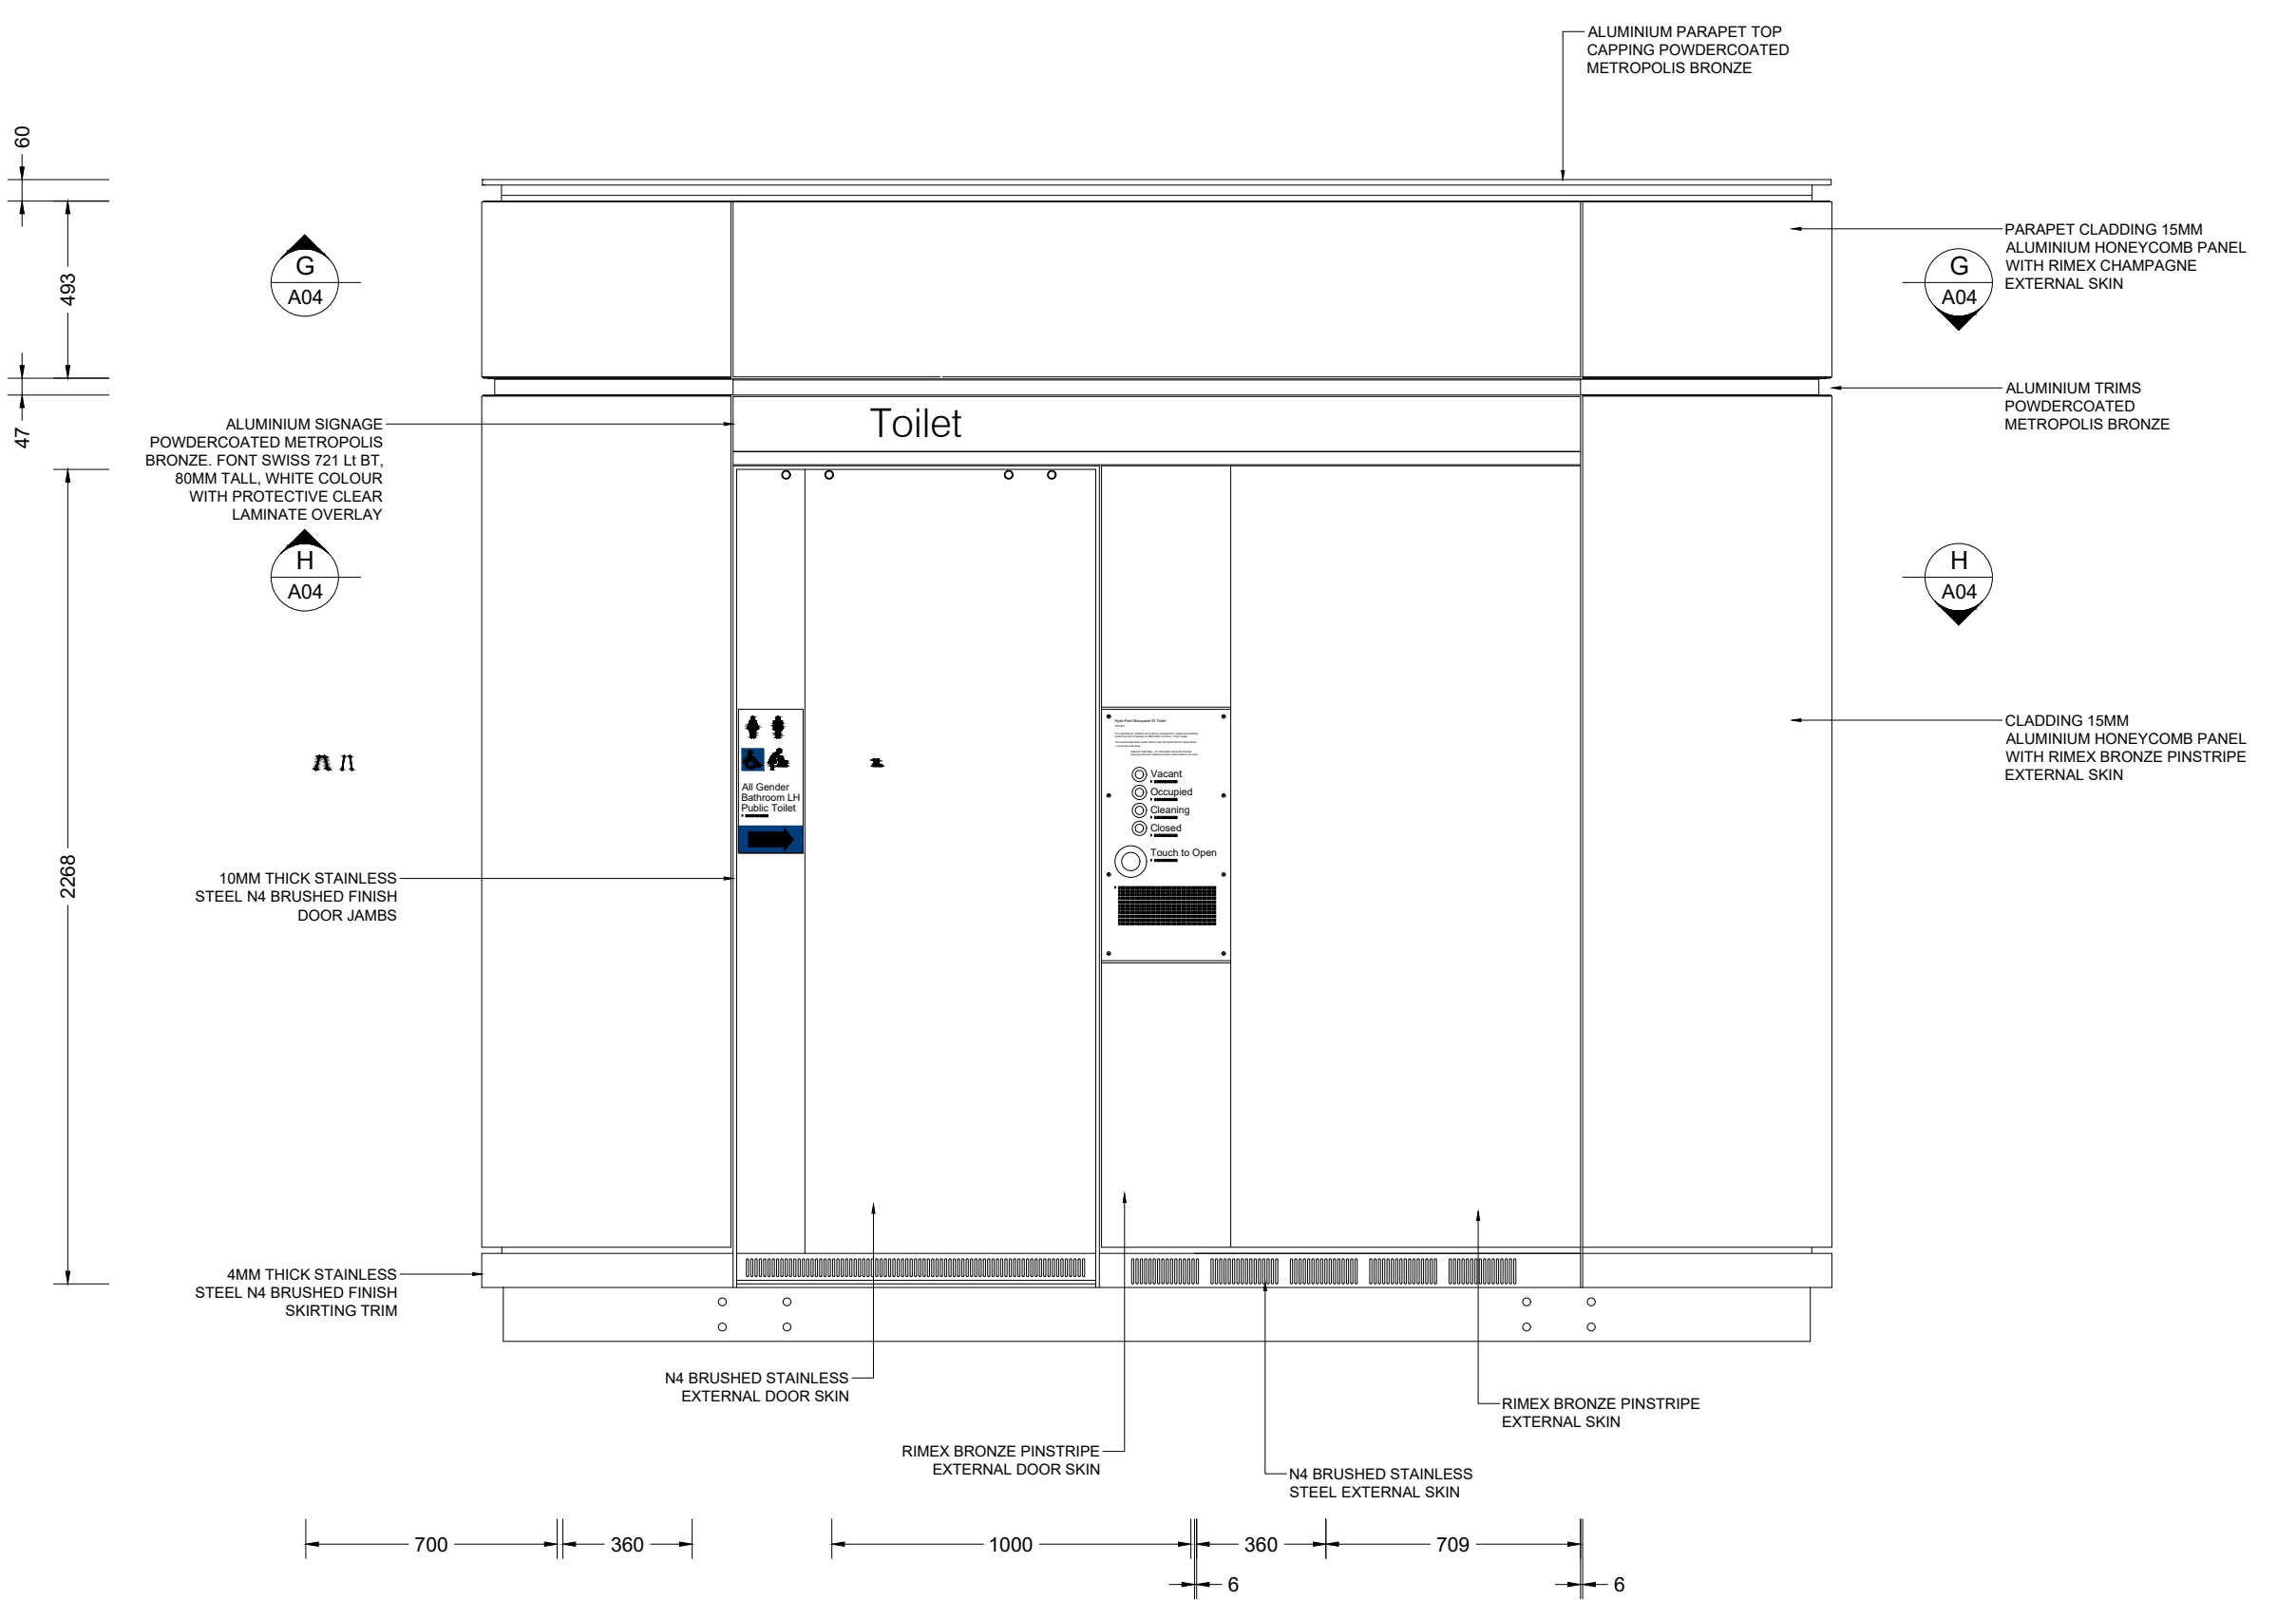 ALUMINIUM PARAPET TOP
CAPPING POWDERCOATED
METROPOLIS BRONZE
60
493
47
2268
G
A04
G
A04
PARAPET CLADDING 15MM
ALUMINIUM HONEYCOMB PANEL
WITH RIMEX CHAMPAGNE
EXTERNAL SKIN
ALUMINIUM TRIMS
POWDERCOATED
METROPOLIS BRONZE
ALUMINIUM SIGNAGE
POWDERCOATED METROPOLIS
BRONZE. FONT SWISS 721 Lt BT,
80MM TALL, WHITE COLOUR
WITH PROTECTIVE CLEAR
LAMINATE OVERLAY
Toilet
H
A04
H
A04
All Gender
Bathroom LH
Public Toilet
Hyde Park Macquarie St Toilet
Vacant
Occupied
Cleaning
Closed
Touch to Open
CLADDING 15MM
ALUMINIUM HONEYCOMB PANEL
WITH RIMEX BRONZE PINSTRIPE
EXTERNAL SKIN
10MM THICK STAINLESS
STEEL N4 BRUSHED FINISH
DOOR JAMBS
4MM THICK STAINLESS
STEEL N4 BRUSHED FINISH
SKIRTING TRIM
N4 BRUSHED STAINLESS
EXTERNAL DOOR SKIN
RIMEX BRONZE PINSTRIPE
EXTERNAL DOOR SKIN
N4 BRUSHED STAINLESS
STEEL EXTERNAL SKIN
RIMEX BRONZE PINSTRIPE
EXTERNAL SKIN
700
360
1000
360
709
6
6